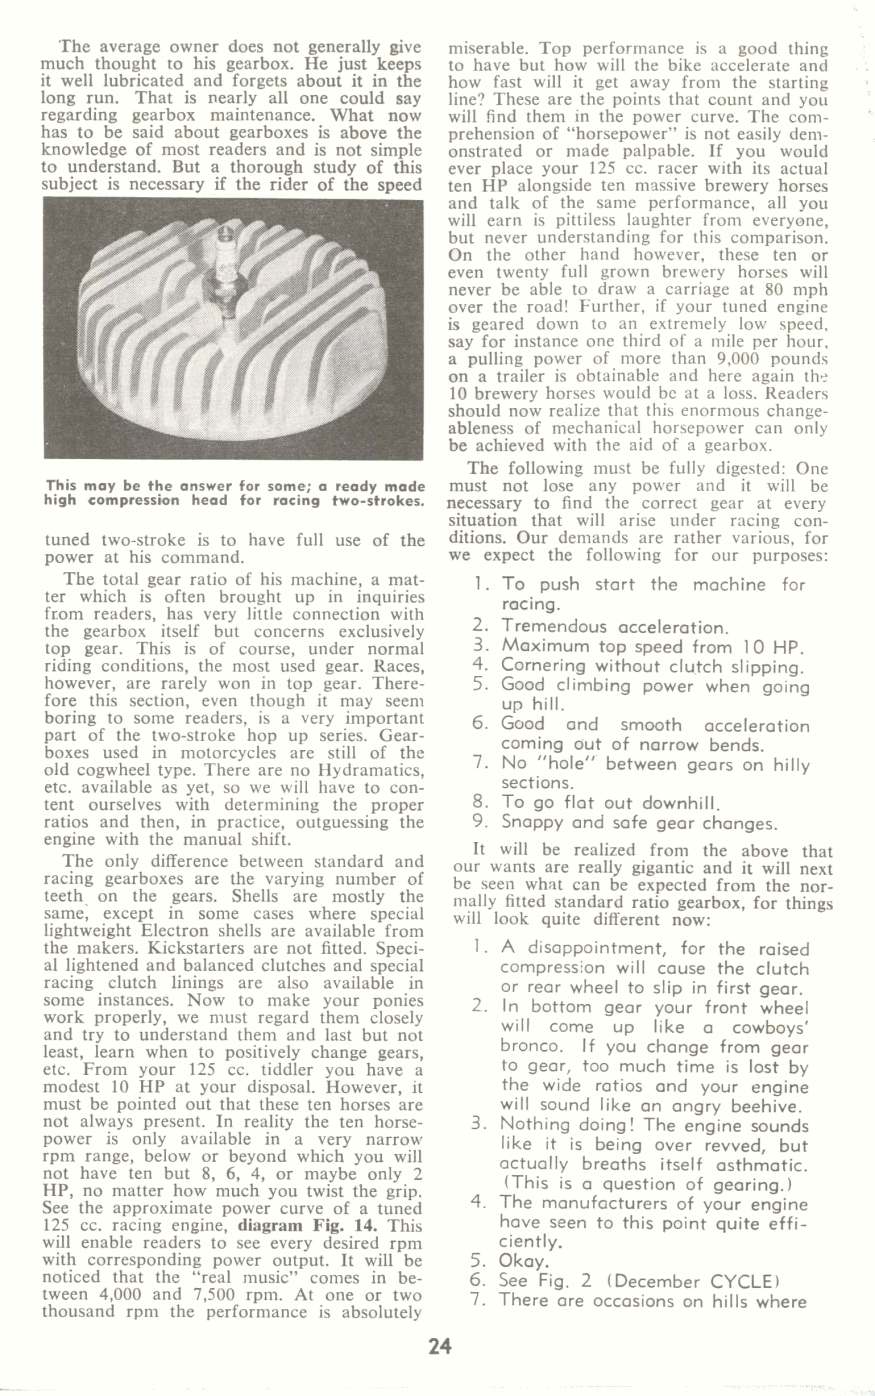 The average owner does not generally give
much thought to his gearbox. He just keeps
it well lubricated and forgets about it in the
long run. That is nearly all one could say
regarding gearbox maintenance. What now
has to be said about gearboxes is above the
knowledge of most readers and is not simple
to understand. But a thorough study of this
subject is necessary if the rider of the speed
This may be the answer for some; a ready made
high compression head for racing two-strokes.
tuned two-stroke is to have full use of the
power at his command.
The total gear ratio of his machine, a mat-
ter which is often brought up in inquiries
from readers, has very little connection with
the gearbox itself but concerns exclusively
top gear. This is of course, under normal
riding conditions, the most used gear. Races,
however, are rarely won in top gear. There-
fore this section, even though it may seem
boring to some readers, is a very important
part of the two-stroke hop up series. Gear-
boxes used in motorcycles are still of the
old cogwheel type. There are no Hydramatics,
etc. available as yet, so we will have to con-
tent ourselves with determining the proper
ratios and then, in practice, outguessing the
engine with the manual shift.
The only difference between standard and
racing gearboxes are the varying number of
teeth on the gears. Shells are mostly the
same, except in some cases where special
lightweight Electron shells are available from
the makers. Kickstarters are not fitted. Speci-
al lightened and balanced clutches and special
racing clutch linings are also available in
some instances. Now to make your ponies
work properly, we must regard them closely
and try to understand them and last but not
least, learn when to positively change gears,
etc. From your 125 cc. tiddler you have a
modest 10 HP at your disposal. However, it
must be pointed out that these ten horses are
not always present. In reality the ten horse-
power is only available in a very narrow
rpm range, below or beyond which you will
not have ten but 8, 6, 4, or maybe only 2
HP, no matter how much you twist the grip.
See the approximate power curve of a tuned
125 cc. racing engine, diagram Fig. 14. This
will enable readers to see every desired rpm
with corresponding power output. It will be
noticed that the "real music" comes in be-
tween 4,000 and 7,500 rpm. At one or two
thousand rpm the performance is absolutely
miserable. Top performance is a good thing
to have but how will the bike accelerate and
how fast will it get away from the starting
line? These are the points that count and you
will find them in the power curve. The com-
prehension of "horsepower" is not easily dem-
onstrated or made palpable. If you would
ever place your 125 cc. racer with its actual
ten HP alongside ten massive brewery horses
and talk of the same performance, all you
will earn is pittiless laughter from everyone,
but never understanding for this comparison.
On the other hand however, these ten or
even twenty full grown brewery horses will
never be able to draw a carriage at 80 mph
over the road! Further, if your tuned engine
is geared down to an extremely low speed,
say for instance one third of a mile per hour,
a pulling power of more than 9,000 pounds
on a trailer is obtainable and here again the
10 brewery horses would be at a loss. Readers
should now realize that this enormous change-
ableness of mechanical horsepower can only
be achieved with the aid of a gearbox.
The following must be fully digested: One
must not lose any power and it will be
necessary to find the correct gear at every
situation that will arise under racing con-
ditions. Our demands are rather various, for
we expect the following for our purposes:
1. To push start the machine for
racing.
2. Tremendous acceleration.
3. Maximum top speed from 10 HP.
4. Cornering without clutch slipping.
5. Good climbing power when going
up hill.
6. Good and smooth acceleration
coming out of narrow bends.
7. No "hole" between gears on hilly
sections.
8. To go flat out downhill.
9. Snappy and safe gear changes.
It will be realized from the above that
our wants are really gigantic and it will next
be seen what can be expected from the nor-
mally fitted standard ratio gearbox, for things
will look quite different now:
1. A disappointment, for the raised
compression will cause the clutch
or rear wheel to slip in first gear.
2. In bottom gear your front wheel
will come up like a cowboys'
bronco. If you change from gear
to gear, too much time is lost by
the wide ratios and your engine
will sound like an angry beehive.
3. Nothing doing! The engine sounds
like it is being over revved, but
actually breaths itself asthmatic.
(This is a question of gearing.)
4. The manufacturers of your engine
have seen to this point quite effi-
ciently.
5. Okay.
6. See Fig. 2 (December CYCLE)
7. There are occasions on hills where
24